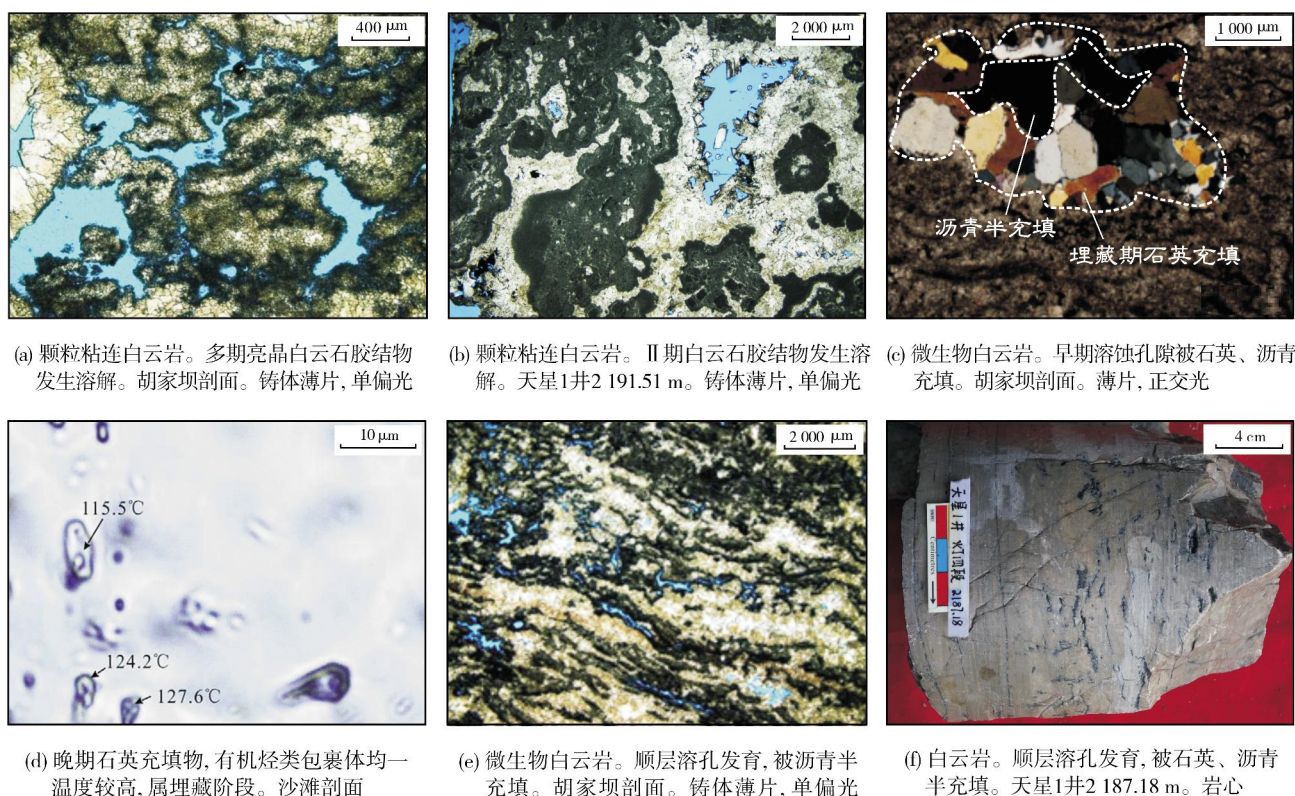 400 μm
2 000 μm
1 000 μm
沥青半充填
埋藏期石英充填
(a) 颗粒粘连白云岩。多期亮晶白云石胶结物
发生溶解。胡家坝剖面。铸体薄片, 单偏光
(b) 颗粒粘连白云岩。Ⅱ期白云石胶结物发生溶
解。天星1井2 191.51 m。铸体薄片, 单偏光
(c) 微生物白云岩。早期溶蚀孔隙被石英、沥青
充填。胡家坝剖面。薄片, 正交光
10 μm
115.5℃
124.2℃
127.6℃
2 000 μm
4 cm
天星1井 灯四段 2187.18
Centimetres
(d) 晚期石英充填物, 有机烃类包裹体均一
温度较高, 属埋藏阶段。沙滩剖面
(e) 微生物白云岩。顺层溶孔发育, 被沥青半
充填。胡家坝剖面。铸体薄片, 单偏光
(f) 白云岩。顺层溶孔发育, 被石英、沥青
半充填。天星1井2 187.18 m。岩心